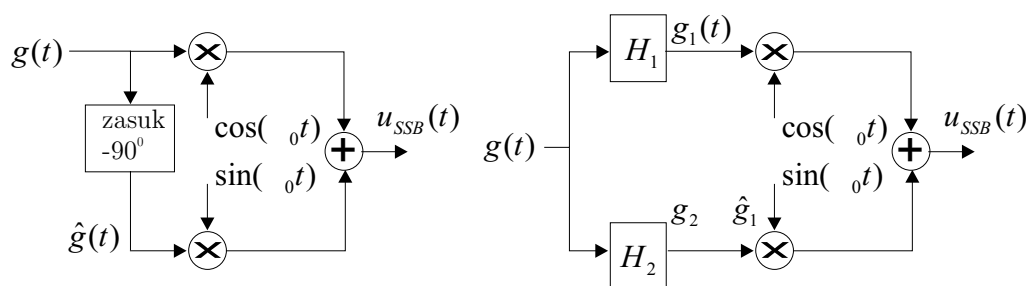 g(t)
zasuk
-90⁰
ĝ(t)
cos( ₀t)
sin( ₀t)
u_SSB(t)
g(t)
H₁
g₁(t)
H₂
g₂ ĝ₁
cos( ₀t)
sin( ₀t)
u_SSB(t)